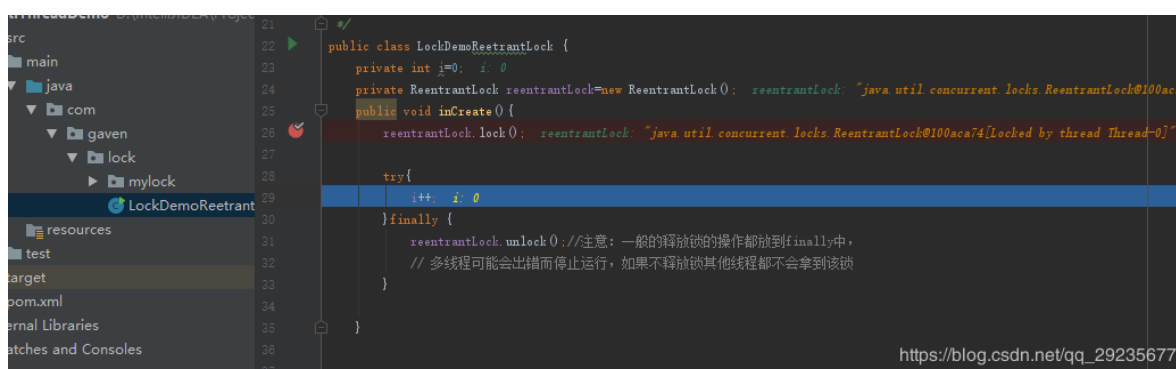 src
main
java
com
gaven
lock
mylock
LockDemoReetrant
resources
test
target
pom.xml
ernal Libraries
atches and Consoles
21 */
22 public class LockDemoReetrantLock {
23 private int i=0; i: 0
24 private ReentrantLock reentrantLock=new ReentrantLock(); reentrantLock: "java.util.concurrent.locks.ReentrantLock@100ac
25 public void inCreate(){
26 reentrantLock.lock(); reentrantLock: "java.util.concurrent.locks.ReentrantLock@100aca74[Locked by thread Thread-0]"
27
28 try{
29 i++; i: 0
30 }finally {
31 reentrantLock.unlock();//注意：一般的释放锁的操作都放到finally中，
32 // 多线程可能会出错而停止运行，如果不释放锁其他线程都不会拿到该锁
33 }
34
35 }
36
https://blog.csdn.net/qq_29235677